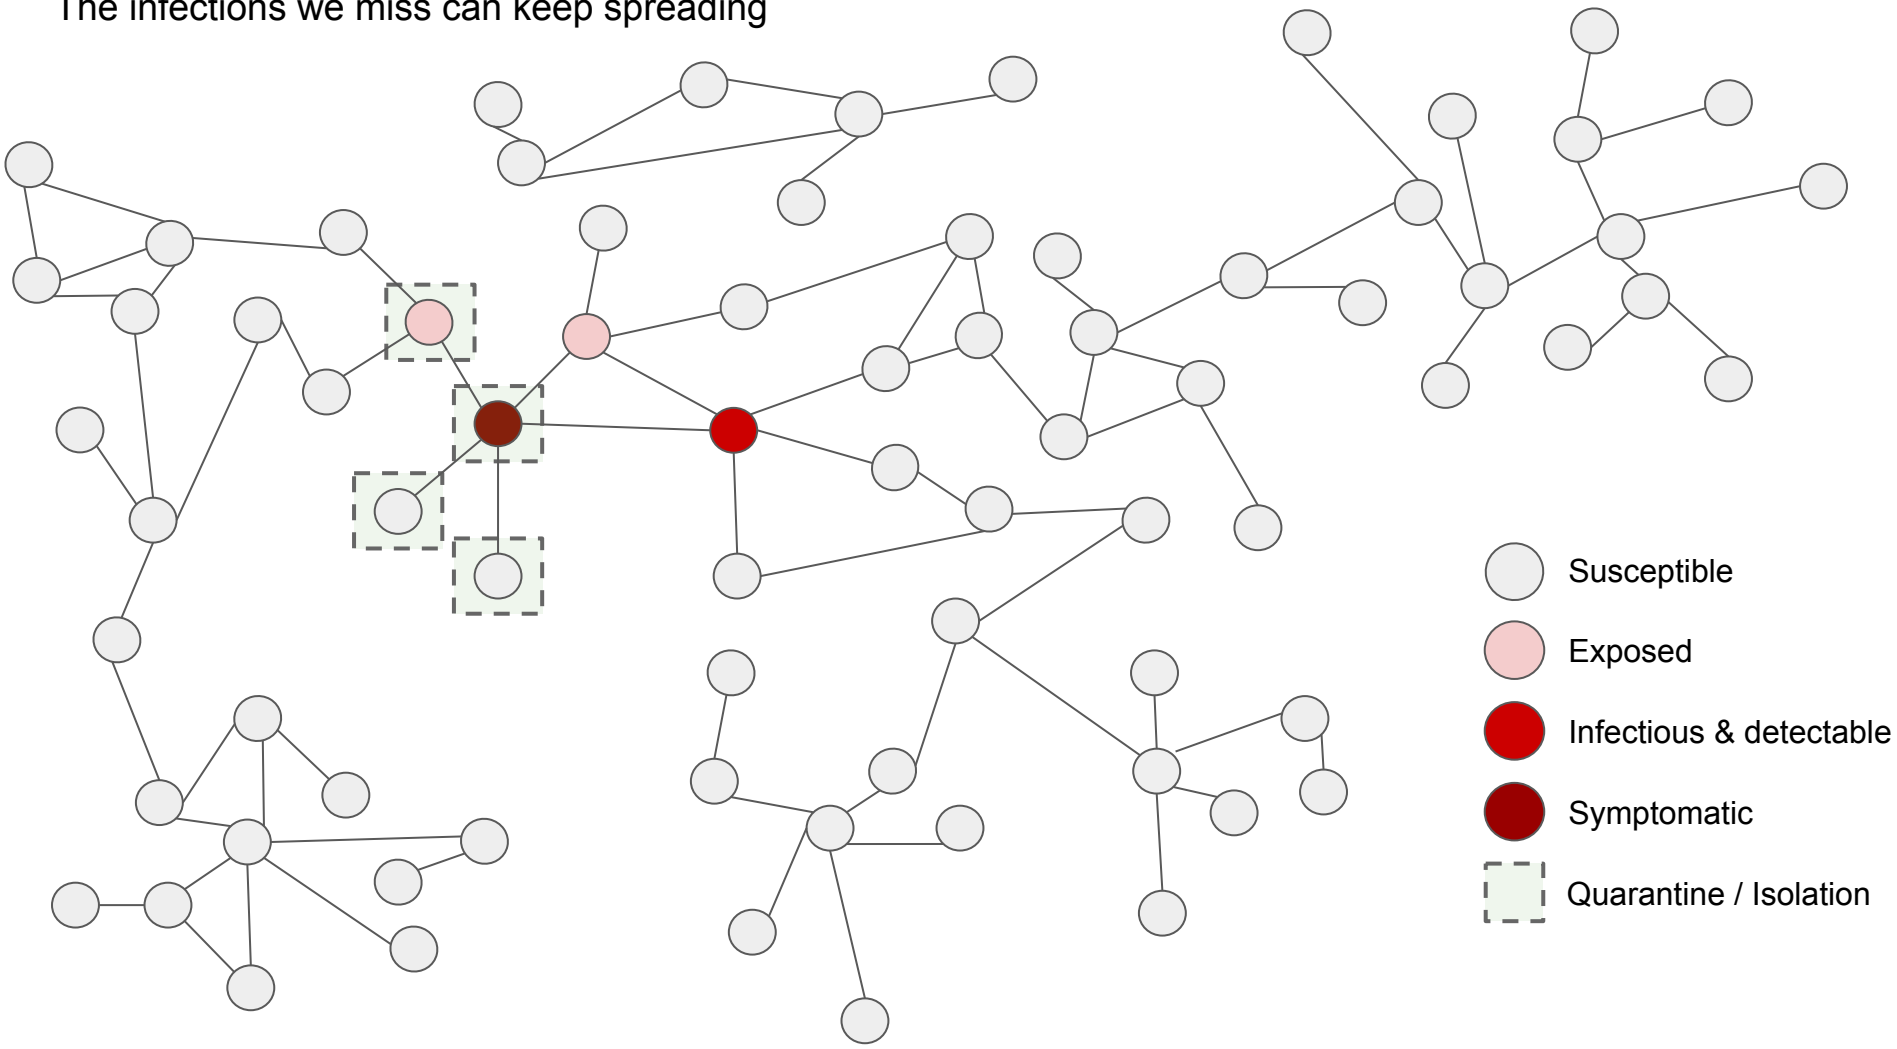 The infections we miss can keep spreading
Susceptible
Exposed
Infectious & detectable
Symptomatic
Quarantine / Isolation